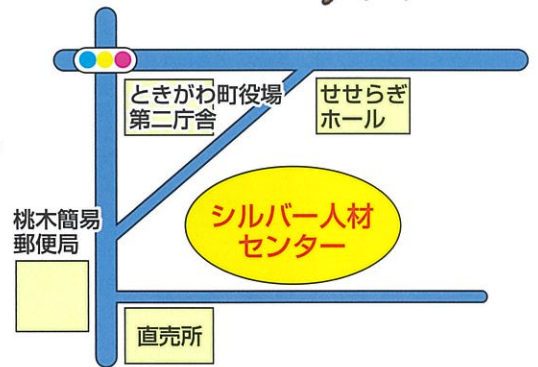 ときがわ町役場
第二庁舎
せせらぎ
ホール
桃木簡易
郵便局
シルバー人材
センター
直売所